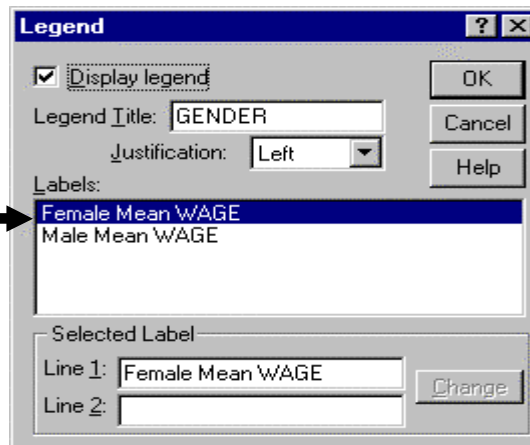 Legend
Display legend
OK
Legend Title: GENDER
Cancel
Justification: Left
Help
Labels:
Female Mean WAGE
Male Mean WAGE
Selected Label
Line 1: Female Mean WAGE
Change
Line 2: